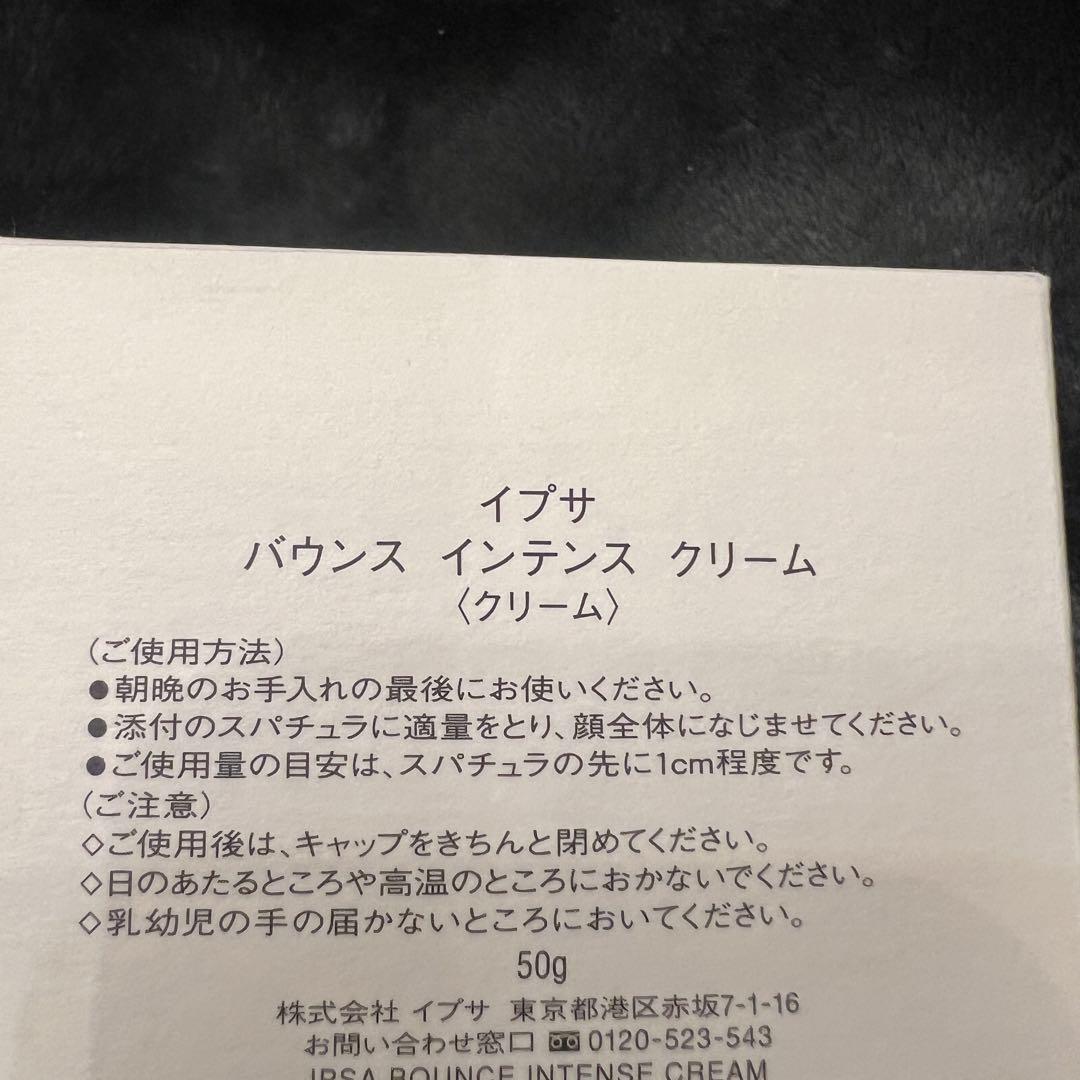 イプサ
バウンス インテンス クリーム
〈クリーム〉
(ご使用方法)
●朝晩のお手入れの最後にお使いください。
●添付のスパチュラに適量をとり、顔全体になじませてください。
●ご使用量の目安は、スパチュラの先に1cm程度です。
(ご注意)
◇ご使用後は、キャップをきちんと閉めてください。
◇日のあたるところや高温のところにおかないでください。
◇乳幼児の手の届かないところにおいてください。
50g
株式会社 イプサ 東京都港区赤坂7-1-16
お問い合わせ窓口 0120-523-543
IPSA BOUNCE INTENSE CREAM